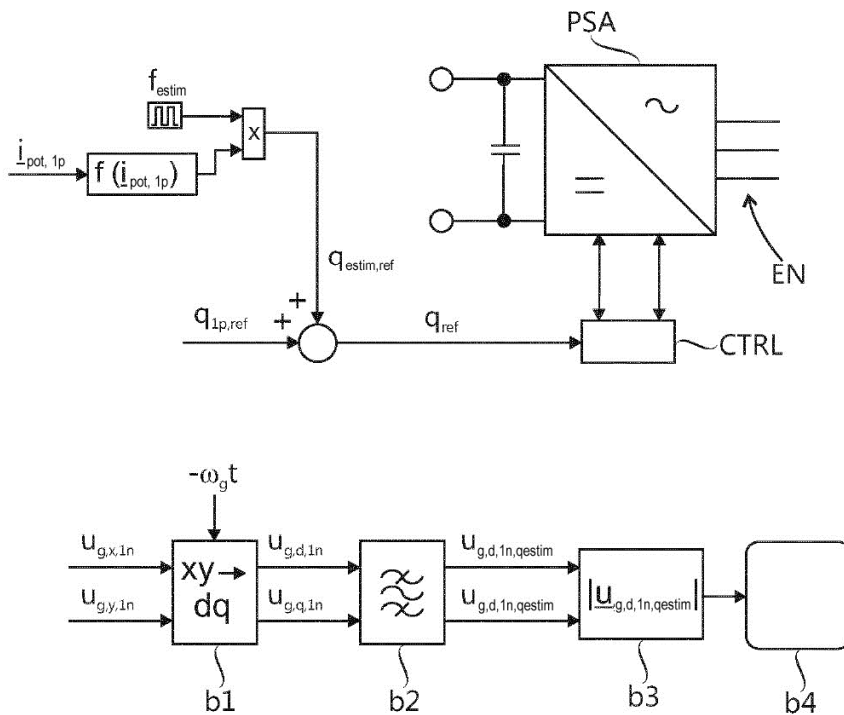 PSA
f_estim
i_pot, 1p
f (i_pot, 1p)
x
~
=
EN
q_estim,ref
+
+
q_1p,ref
q_ref
CTRL
-ω_g t
u_g,x,1n
u_g,y,1n
xy →
dq
u_g,d,1n
u_g,q,1n
u_g,d,1n,qestim
u_g,d,1n,qestim
|u_g,d,1n,qestim|
b1
b2
b3
b4